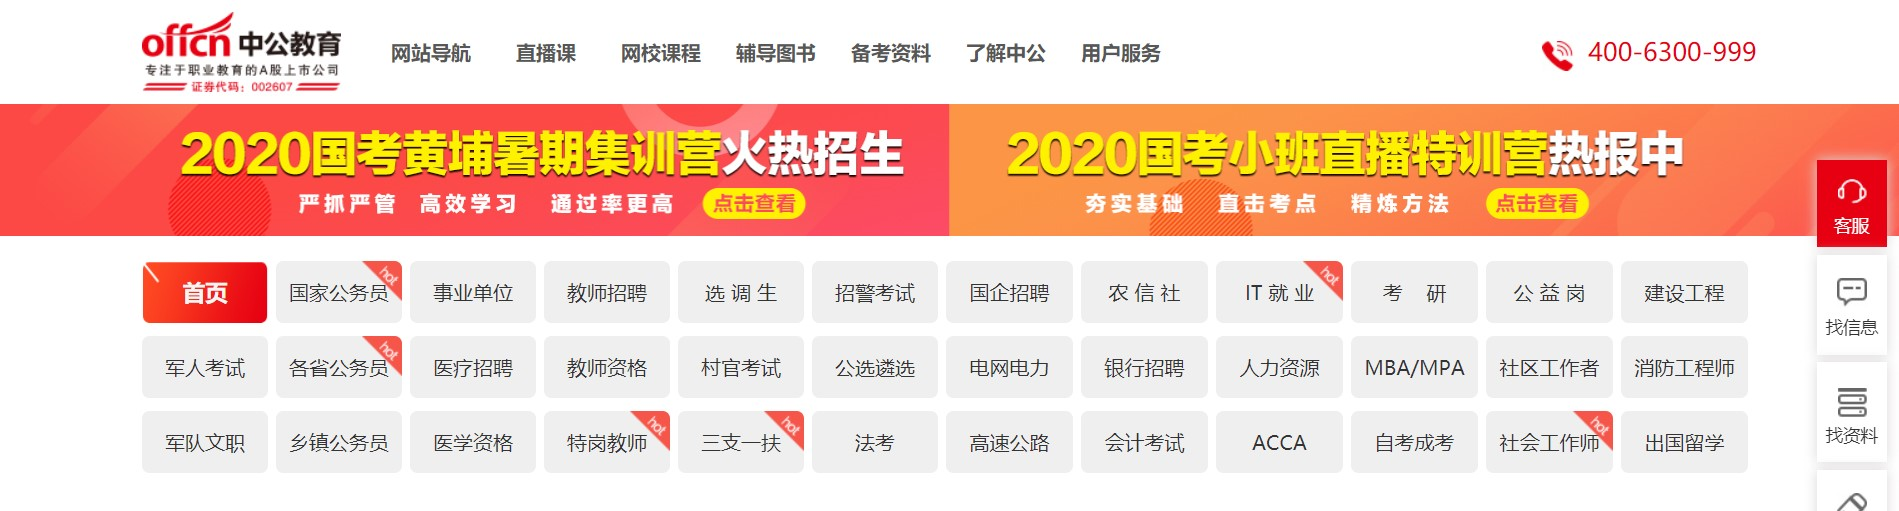 offcn 中公教育
专注于职业教育的A股上市公司
证券代码：002607
网站导航 直播课 网校课程 辅导图书 备考资料 了解中公 用户服务
400-6300-999
2020国考黄埔暑期集训营火热招生
严抓严管 高效学习 通过率更高 点击查看
2020国考小班直播特训营热报中
夯实基础 直击考点 精炼方法 点击查看
首页 国家公务员 hot 事业单位 教师招聘 选调生 招警考试 国企招聘 农信社 IT就业 hot 考 研 公益岗 建设工程
军人考试 各省公务员 hot 医疗招聘 教师资格 村官考试 公选遴选 电网电力 银行招聘 人力资源 MBA/MPA 社区工作者 消防工程师
军队文职 乡镇公务员 医学资格 特岗教师 hot 三支一扶 hot 法考 高速公路 会计考试 ACCA 自考成考 社会工作师 hot 出国留学
客服
找信息
找资料